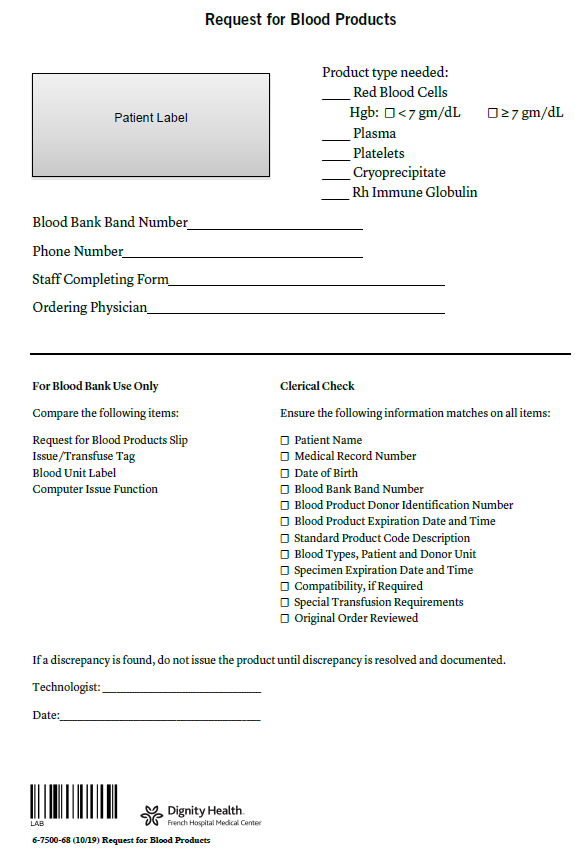 Request for Blood Products
Patient Label
Product type needed:
____ Red Blood Cells
Hgb: ☐ < 7 gm/dL ☐ ≥ 7 gm/dL
____ Plasma
____ Platelets
____ Cryoprecipitate
____ Rh Immune Globulin
Blood Bank Band Number____
Phone Number____
Staff Completing Form____
Ordering Physician____
For Blood Bank Use Only
Compare the following items:
Request for Blood Products Slip
Issue/Transfuse Tag
Blood Unit Label
Computer Issue Function
Clerical Check
Ensure the following information matches on all items:
☐ Patient Name
☐ Medical Record Number
☐ Date of Birth
☐ Blood Bank Band Number
☐ Blood Product Donor Identification Number
☐ Blood Product Expiration Date and Time
☐ Standard Product Code Description
☐ Blood Types, Patient and Donor Unit
☐ Specimen Expiration Date and Time
☐ Compatibility, if Required
☐ Special Transfusion Requirements
☐ Original Order Reviewed
If a discrepancy is found, do not issue the product until discrepancy is resolved and documented.
Technologist: ____
Date:____
LAB
Dignity Health
French Hospital Medical Center
6-7500-68 (10/19) Request for Blood Products